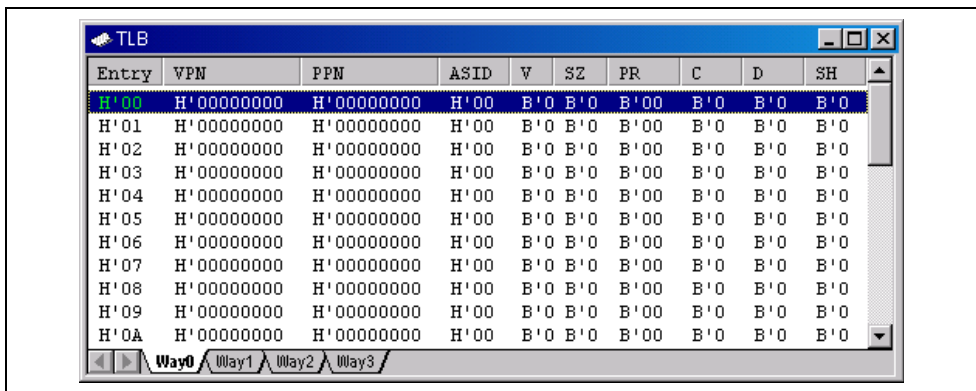 TLB
Entry VPN PPN ASID V SZ PR C D SH
H'00 H'00000000 H'00000000 H'00 B'0 B'0 B'00 B'0 B'0 B'0
H'01 H'00000000 H'00000000 H'00 B'0 B'0 B'00 B'0 B'0 B'0
H'02 H'00000000 H'00000000 H'00 B'0 B'0 B'00 B'0 B'0 B'0
H'03 H'00000000 H'00000000 H'00 B'0 B'0 B'00 B'0 B'0 B'0
H'04 H'00000000 H'00000000 H'00 B'0 B'0 B'00 B'0 B'0 B'0
H'05 H'00000000 H'00000000 H'00 B'0 B'0 B'00 B'0 B'0 B'0
H'06 H'00000000 H'00000000 H'00 B'0 B'0 B'00 B'0 B'0 B'0
H'07 H'00000000 H'00000000 H'00 B'0 B'0 B'00 B'0 B'0 B'0
H'08 H'00000000 H'00000000 H'00 B'0 B'0 B'00 B'0 B'0 B'0
H'09 H'00000000 H'00000000 H'00 B'0 B'0 B'00 B'0 B'0 B'0
H'0A H'00000000 H'00000000 H'00 B'0 B'0 B'00 B'0 B'0 B'0
Way0 Way1 Way2 Way3